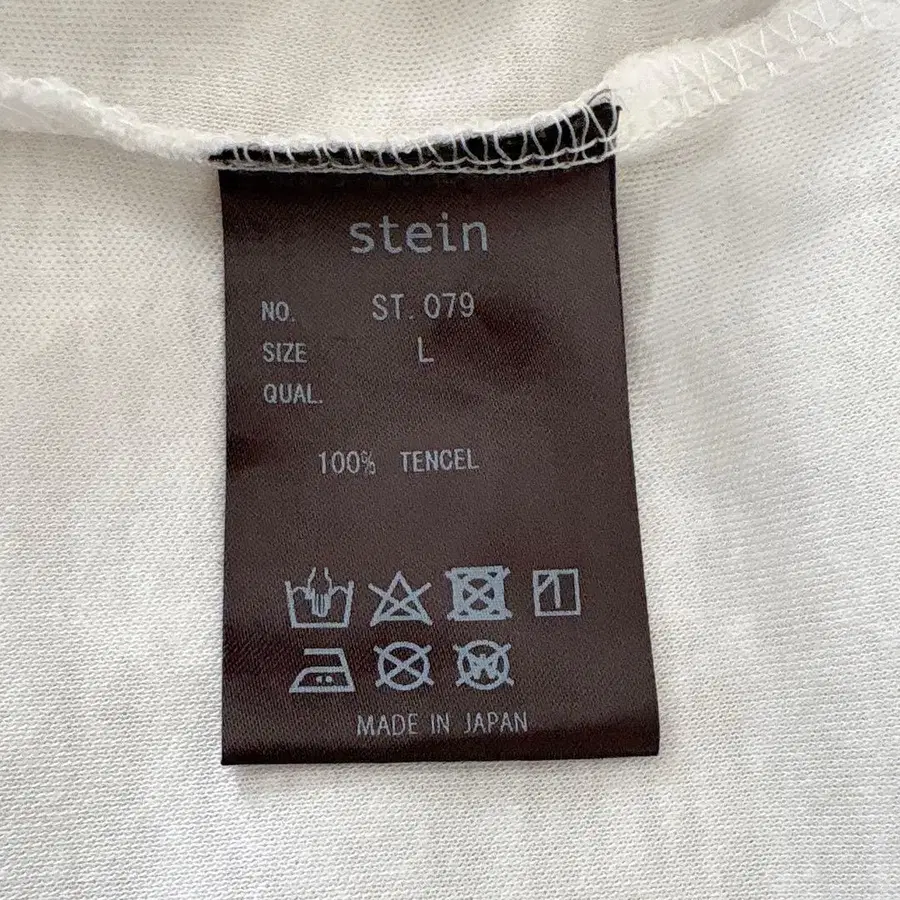 stein
NO. ST. 079
SIZE L
QUAL.
100% TENCEL
MADE IN JAPAN